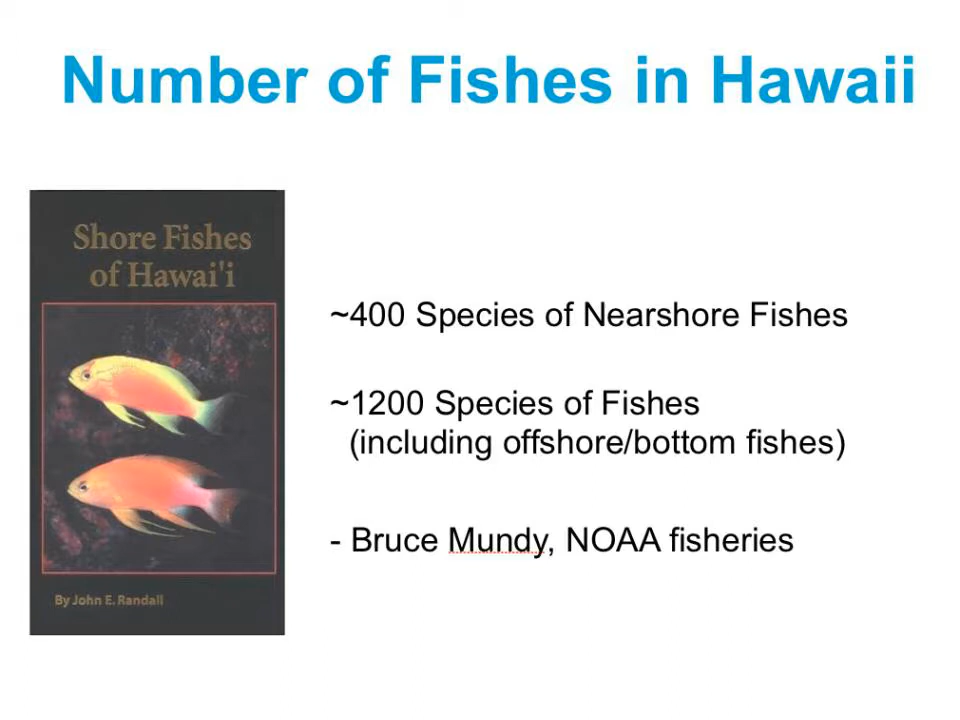 Number of Fishes in Hawaii
Shore Fishes
of Hawai'i
By John E. Randall
~400 Species of Nearshore Fishes
~1200 Species of Fishes
(including offshore/bottom fishes)
- Bruce Mundy, NOAA fisheries